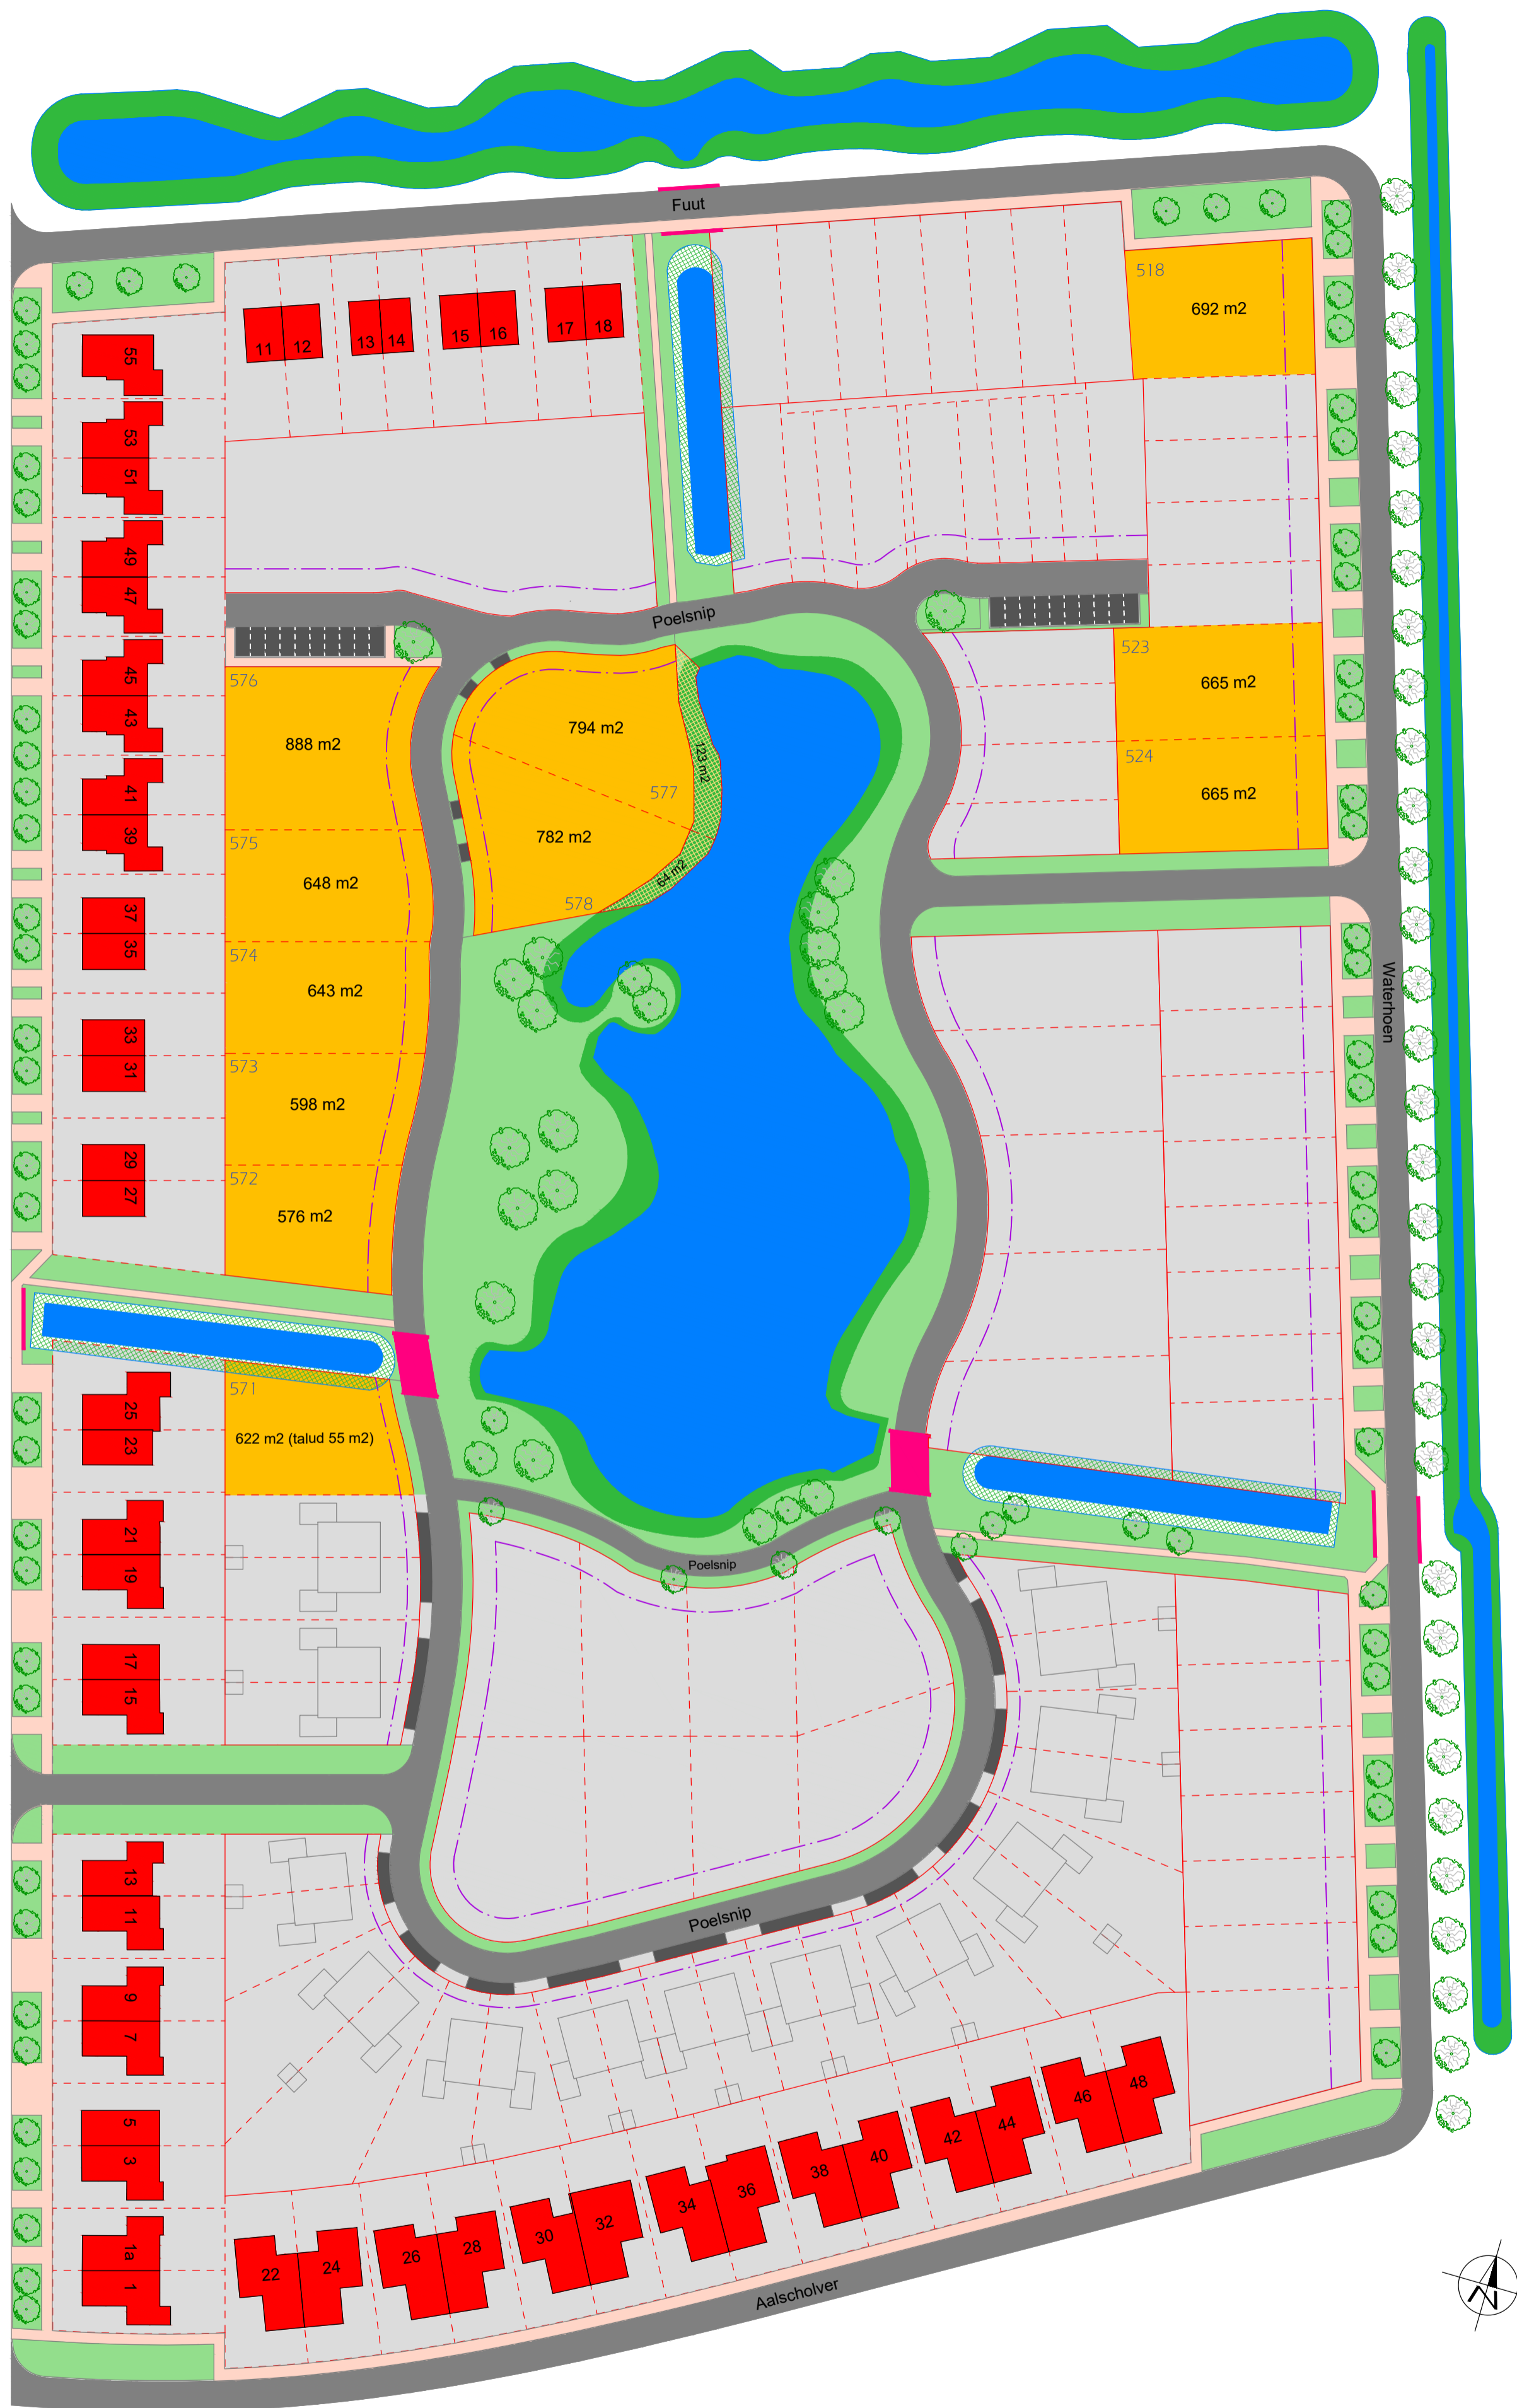 Fuut
518
692 m2
11
12
13
14
15
16
17
18
55
53
51
49
47
45
43
41
39
37
35
33
31
29
27
25
23
21
19
17
15
13
11
9
7
5
3
1a
1
Poelsnip
576
888 m2
575
648 m2
574
643 m2
573
598 m2
572
576 m2
571
622 m2 (talud 55 m2)
794 m2
123 m2
577
782 m2
64 m2
578
523
665 m2
524
665 m2
Waterhoen
Poelsnip
Poelsnip
22
24
26
28
30
32
34
36
38
40
42
44
46
48
Aalscholver
N